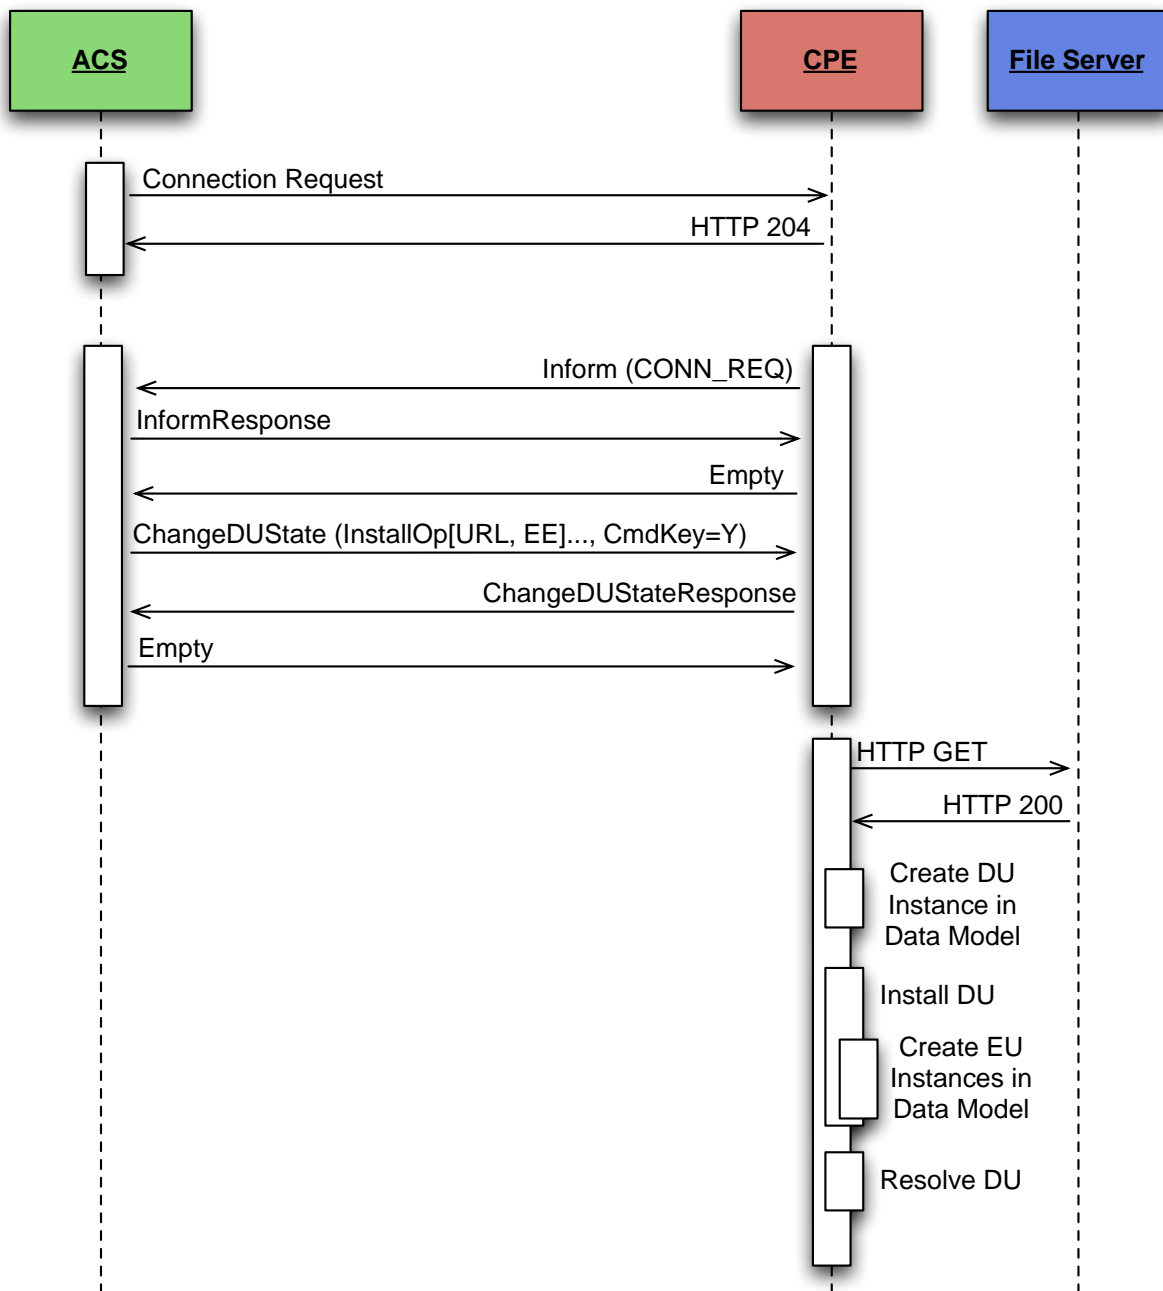 ACS
CPE
File Server
Connection Request
HTTP 204
Inform (CONN_REQ)
InformResponse
Empty
ChangeDUState (InstallOp[URL, EE]..., CmdKey=Y)
ChangeDUStateResponse
Empty
HTTP GET
HTTP 200
Create DU
Instance in
Data Model
Install DU
Create EU
Instances in
Data Model
Resolve DU